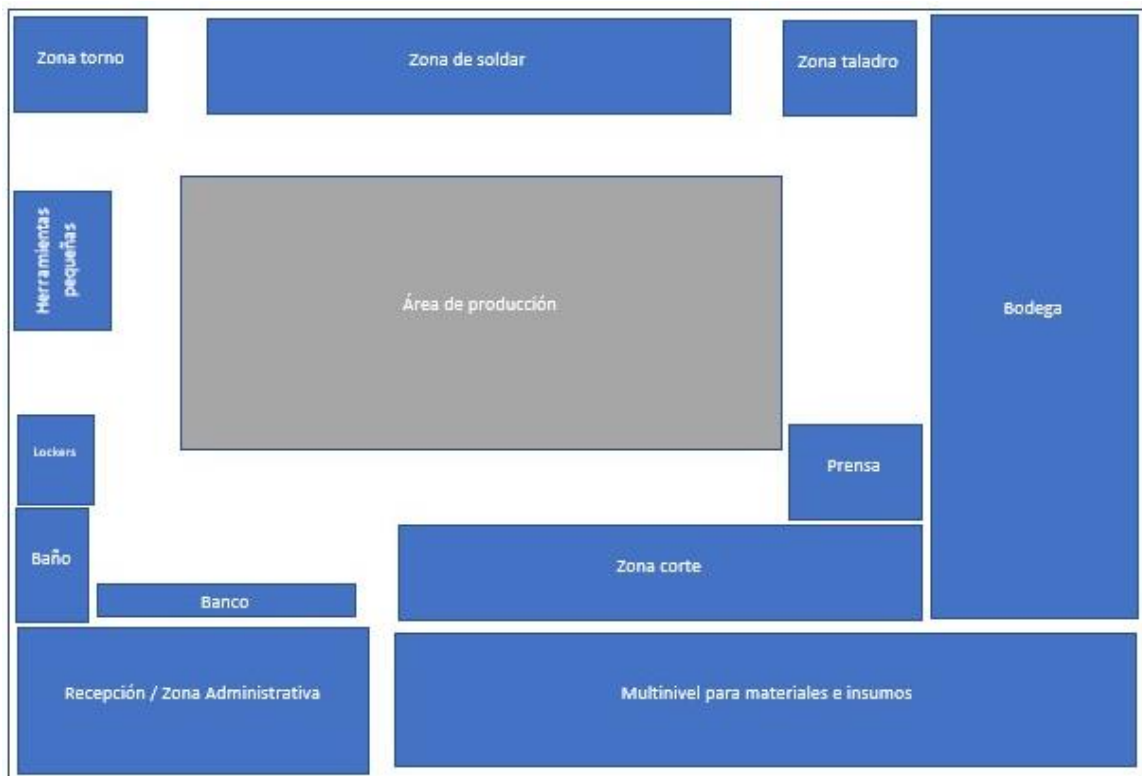 Zona torno
Zona de soldar
Zona taladro
Herramientas
pequeñas
Área de producción
Bodega
Lockers
Prensa
Baño
Zona corte
Banco
Recepción / Zona Administrativa
Multinivel para materiales e insumos